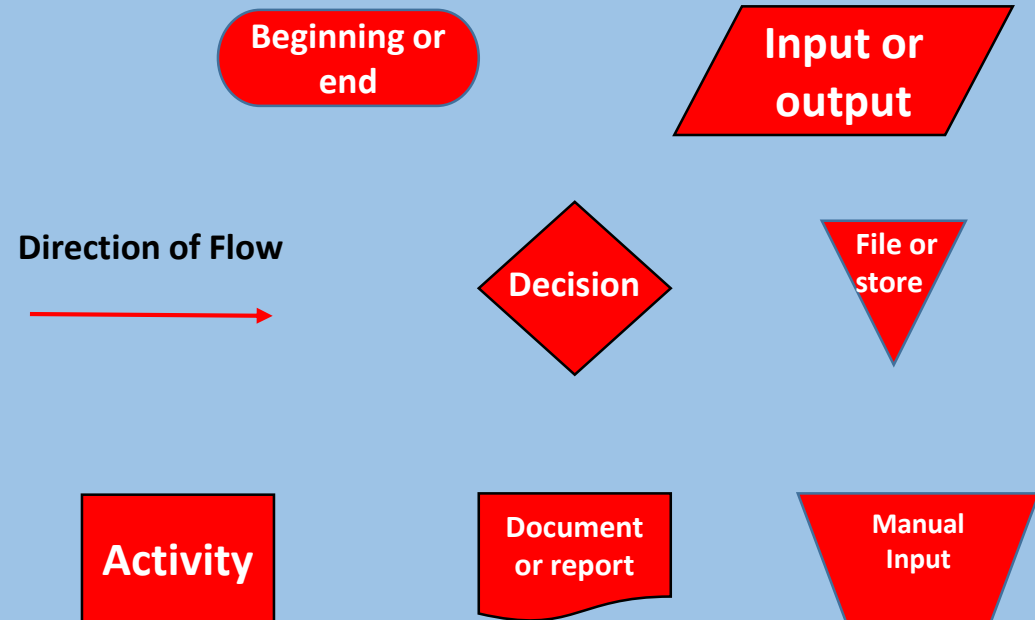 Beginning or
end
Input or
output
Direction of Flow
Decision
File or
store
Activity
Document
or report
Manual
Input